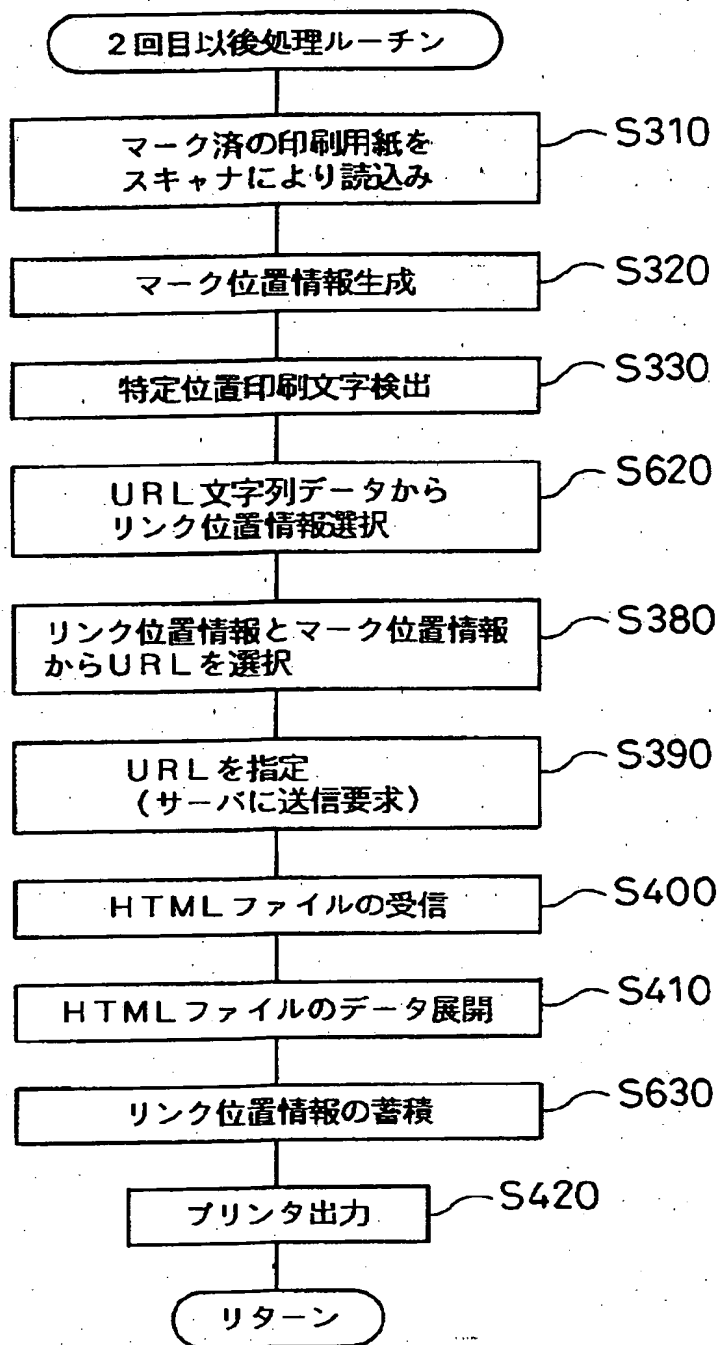 2回目以後処理ルーチン
マーク済の印刷用紙を
スキャナにより読込み
S310
マーク位置情報生成
S320
特定位置印刷文字検出
S330
URL文字列データから
リンク位置情報選択
S620
リンク位置情報とマーク位置情報
からURLを選択
S380
URLを指定
(サーバに送信要求)
S390
HTMLファイルの受信
S400
HTMLファイルのデータ展開
S410
リンク位置情報の蓄積
S630
プリンタ出力
S420
リターン